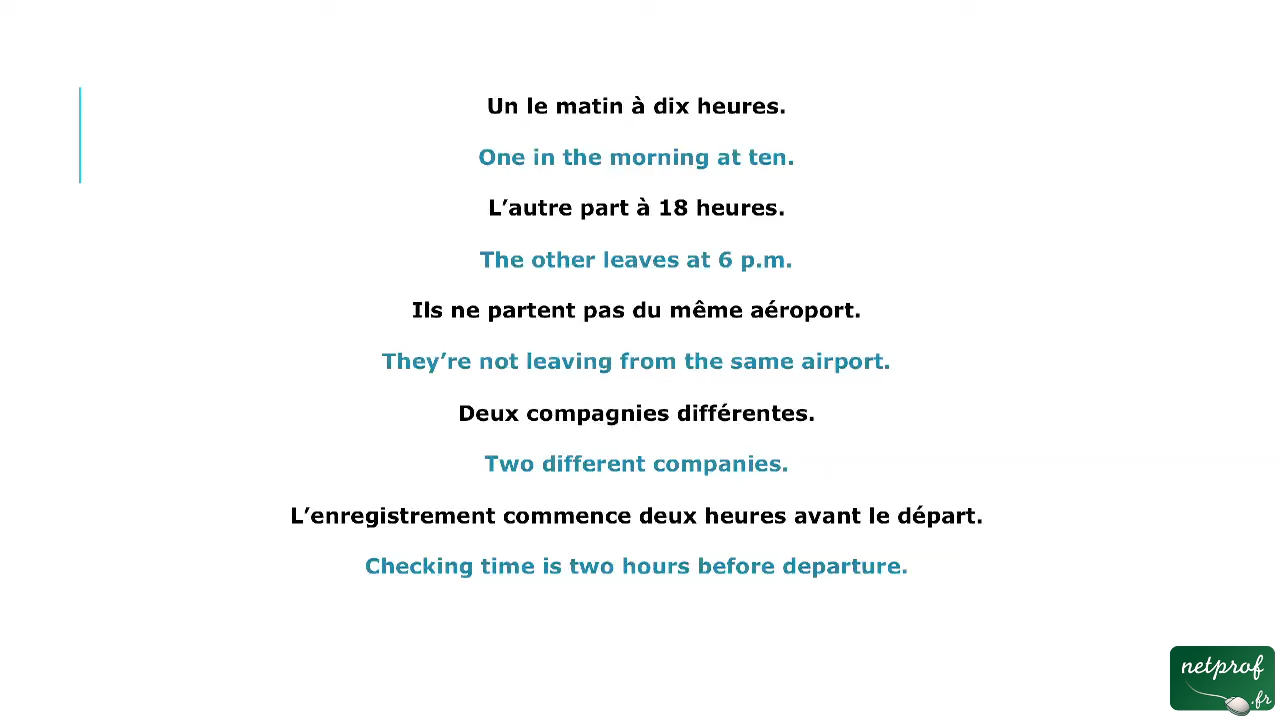 Un le matin à dix heures.
One in the morning at ten.
L’autre part à 18 heures.
The other leaves at 6 p.m.
Ils ne partent pas du même aéroport.
They’re not leaving from the same airport.
Deux compagnies différentes.
Two different companies.
L’enregistrement commence deux heures avant le départ.
Checking time is two hours before departure.
netprof
.fr